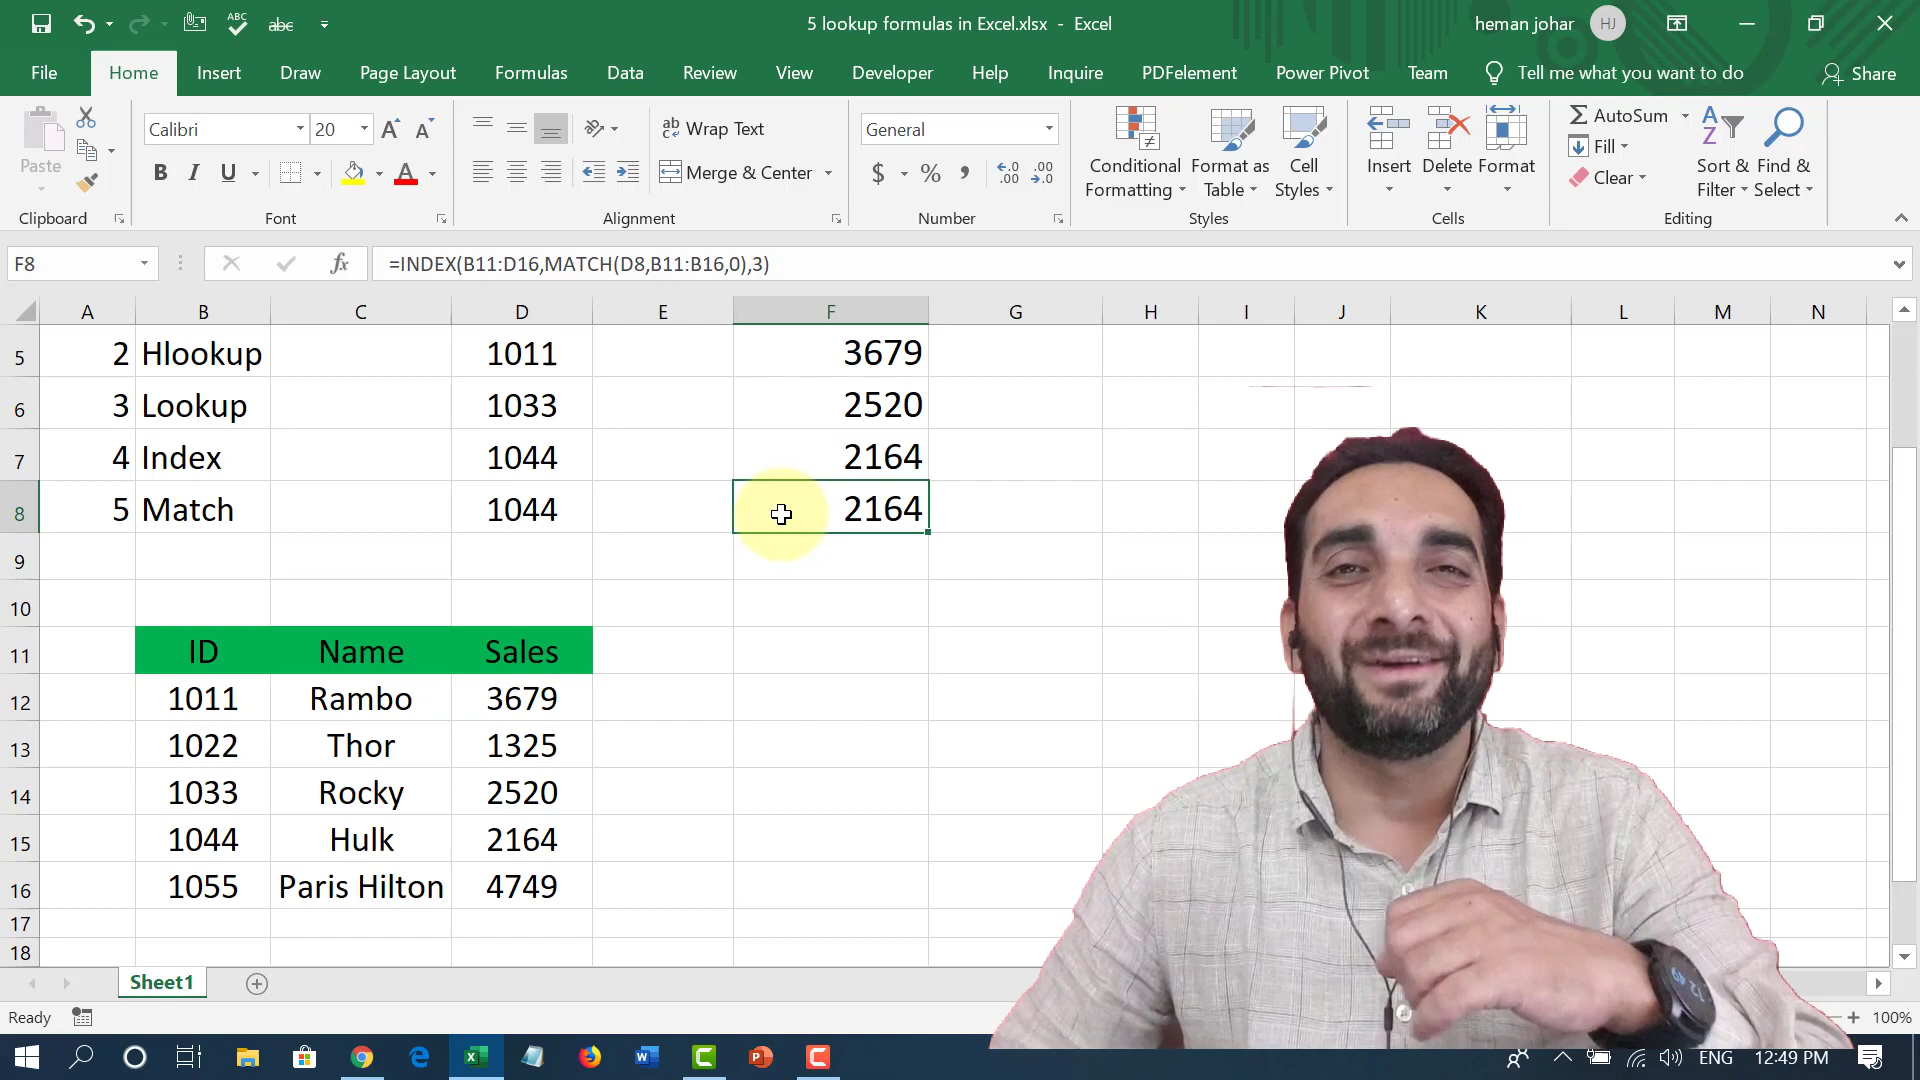 ABC
abc
5 lookup formulas in Excel.xlsx - Excel
heman johar HJ
File Home Insert Draw Page Layout Formulas Data Review View Developer Help Inquire PDFelement Power Pivot Team Tell me what you want to do Share
Paste
Clipboard
Calibri 20
B I U
Font
Wrap Text
Merge & Center
Alignment
General
$ % ,
Number
Conditional Formatting
Format as Table
Cell Styles
Styles
Insert Delete Format
Cells
AutoSum
Fill
Clear
Sort & Filter
Find & Select
Editing
F8 fx =INDEX(B11:D16,MATCH(D8,B11:B16,0),3)
A B C D E F G H I J K L M N
5 2 Hlookup 1011 3679
6 3 Lookup 1033 2520
7 4 Index 1044 2164
8 5 Match 1044 2164
9
10
11 ID Name Sales
12 1011 Rambo 3679
13 1022 Thor 1325
14 1033 Rocky 2520
15 1044 Hulk 2164
16 1055 Paris Hilton 4749
17
18
Sheet1
Ready 100%
ENG 12:49 PM